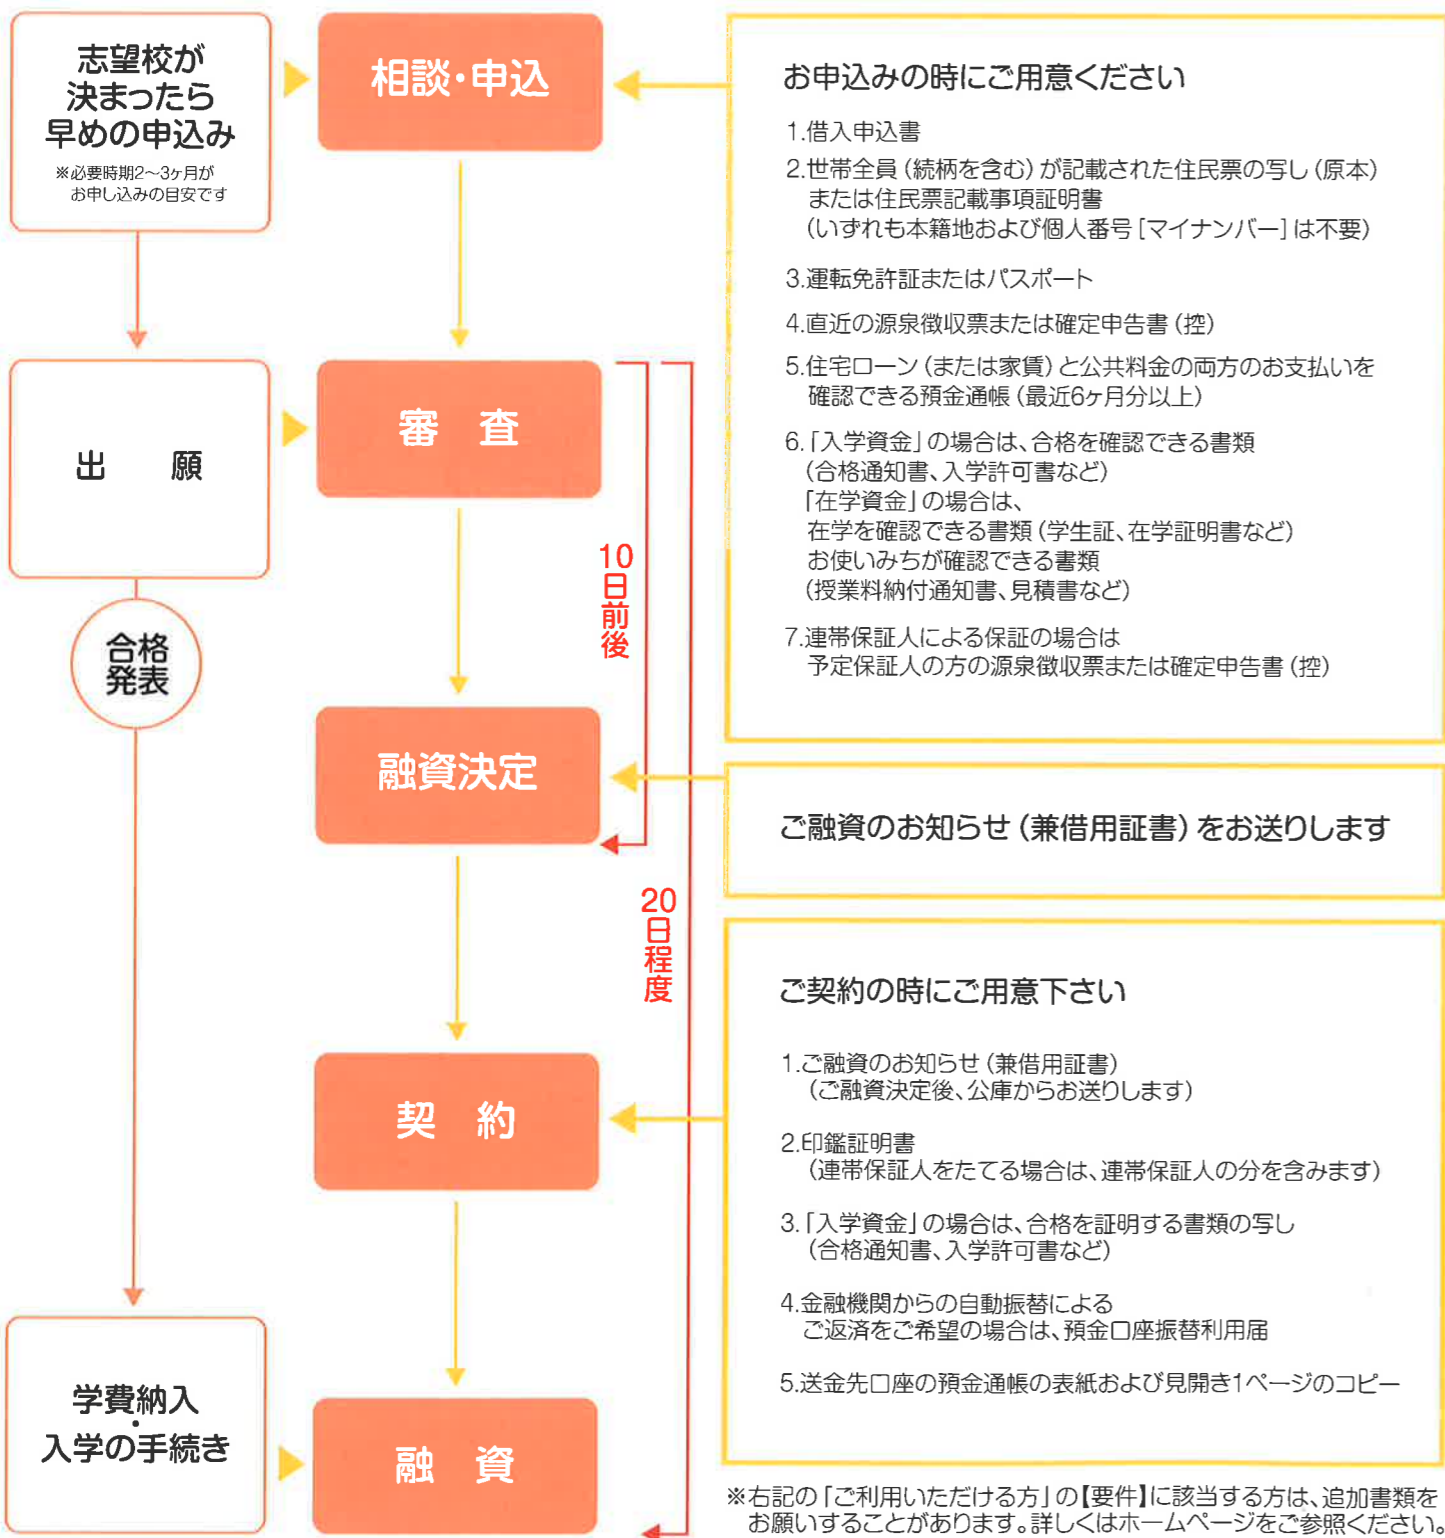 志望校が
決まったら
早めの申込み
※必要時期2～3ヶ月が
お申し込みの目安です
相談・申込
出　願
審　査
合格
発表
10日前後
融資決定
20日程度
契　約
学費納入
・
入学の手続き
融　資
お申込みの時にご用意ください
1.借入申込書
2.世帯全員(続柄を含む)が記載された住民票の写し(原本)
または住民票記載事項証明書
(いずれも本籍地および個人番号[マイナンバー]は不要)
3.運転免許証またはパスポート
4.直近の源泉徴収票または確定申告書(控)
5.住宅ローン(または家賃)と公共料金の両方のお支払いを
確認できる預金通帳(最近6ヶ月分以上)
6.「入学資金」の場合は、合格を確認できる書類
(合格通知書、入学許可書など)
「在学資金」の場合は、
在学を確認できる書類(学生証、在学証明書など)
お使いみちが確認できる書類
(授業料納付通知書、見積書など)
7.連帯保証人による保証の場合は
予定保証人の方の源泉徴収票または確定申告書(控)
ご融資のお知らせ(兼借用証書)をお送りします
ご契約の時にご用意下さい
1.ご融資のお知らせ(兼借用証書)
(ご融資決定後、公庫からお送りします)
2.印鑑証明書
(連帯保証人をたてる場合は、連帯保証人の分を含みます)
3.「入学資金」の場合は、合格を証明する書類の写し
(合格通知書、入学許可書など)
4.金融機関からの自動振替による
ご返済をご希望の場合は、預金口座振替利用届
5.送金先口座の預金通帳の表紙および見開き1ページのコピー
※右記の「ご利用いただける方」の【要件】に該当する方は、追加書類を
お願いすることがあります。詳しくはホームページをご参照ください。